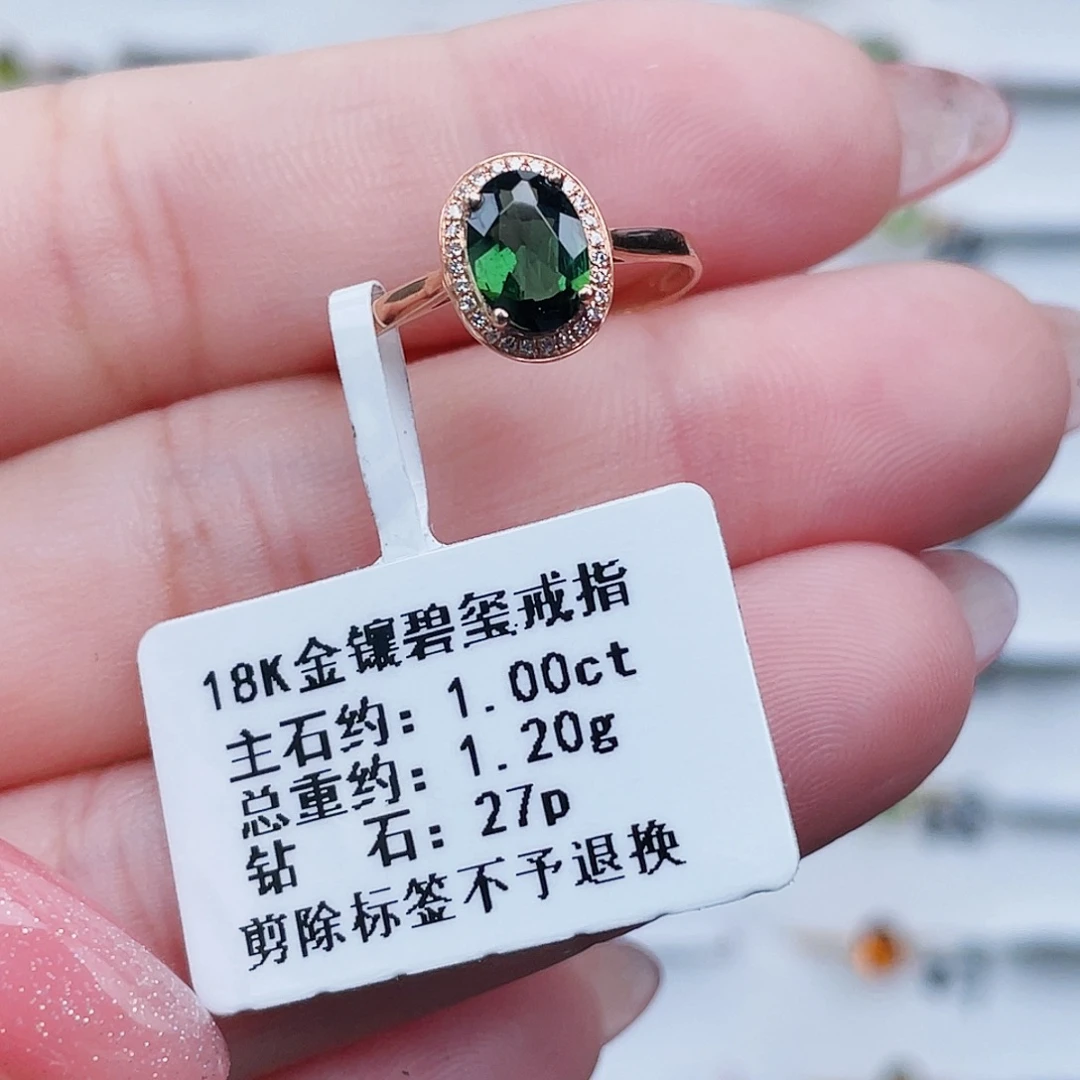 18K金镶碧玺戒指
主石约: 1.00ct
总重约: 1.20g
钻 石: 27p
剪除标签不予退换